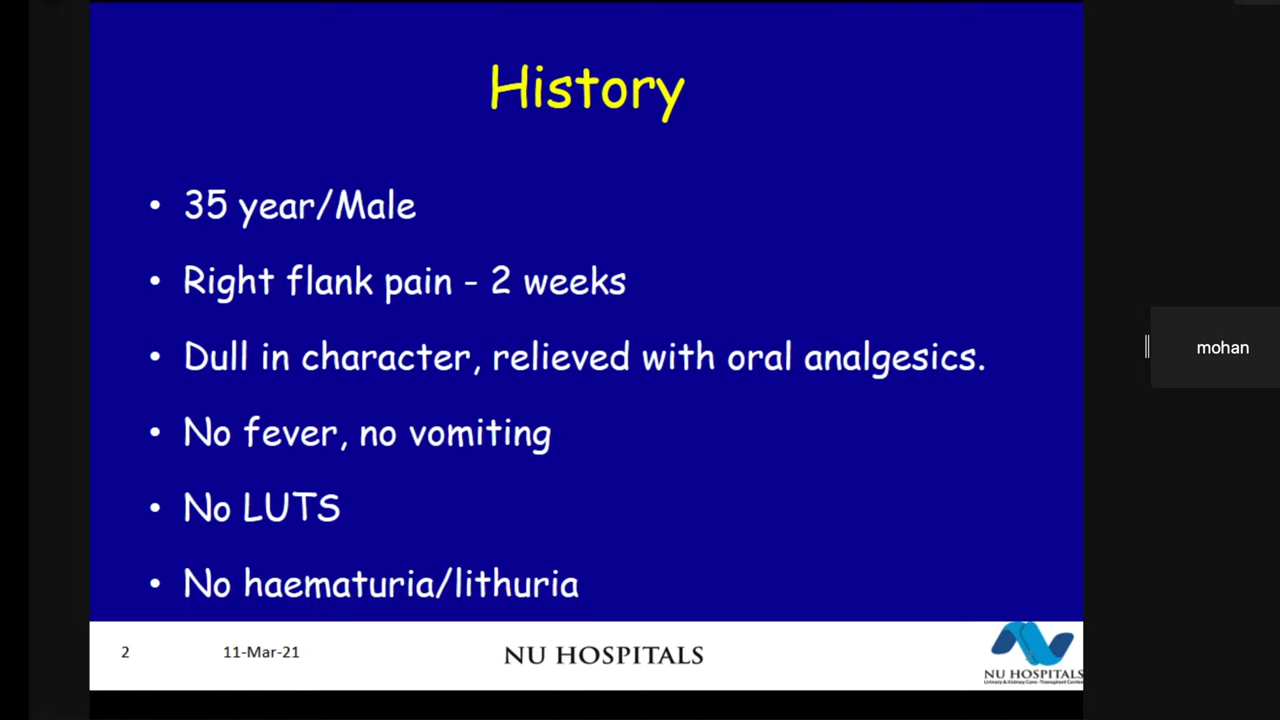 History
• 35 year/Male
• Right flank pain - 2 weeks
• Dull in character, relieved with oral analgesics.
• No fever, no vomiting
• No LUTS
• No haematuria/lithuria
mohan
2 11-Mar-21 NU HOSPITALS
NU HOSPITALS
Urinary & Kidney Care - Transplant Centre